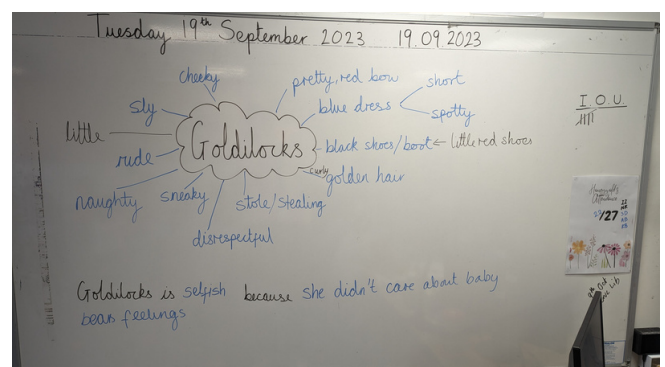 Tuesday 19th September 2023 19.09.2023
cheeky
pretty, red bow
short
sly
blue dress
spotty
I.O.U.
little
Goldilocks
black shoes/boot ← little red shoes
rude
curly golden hair
naughty
sneaky
stole/stealing
disrespectful
/27
Goldilocks is selfish because she didn't care about baby
bears feelings